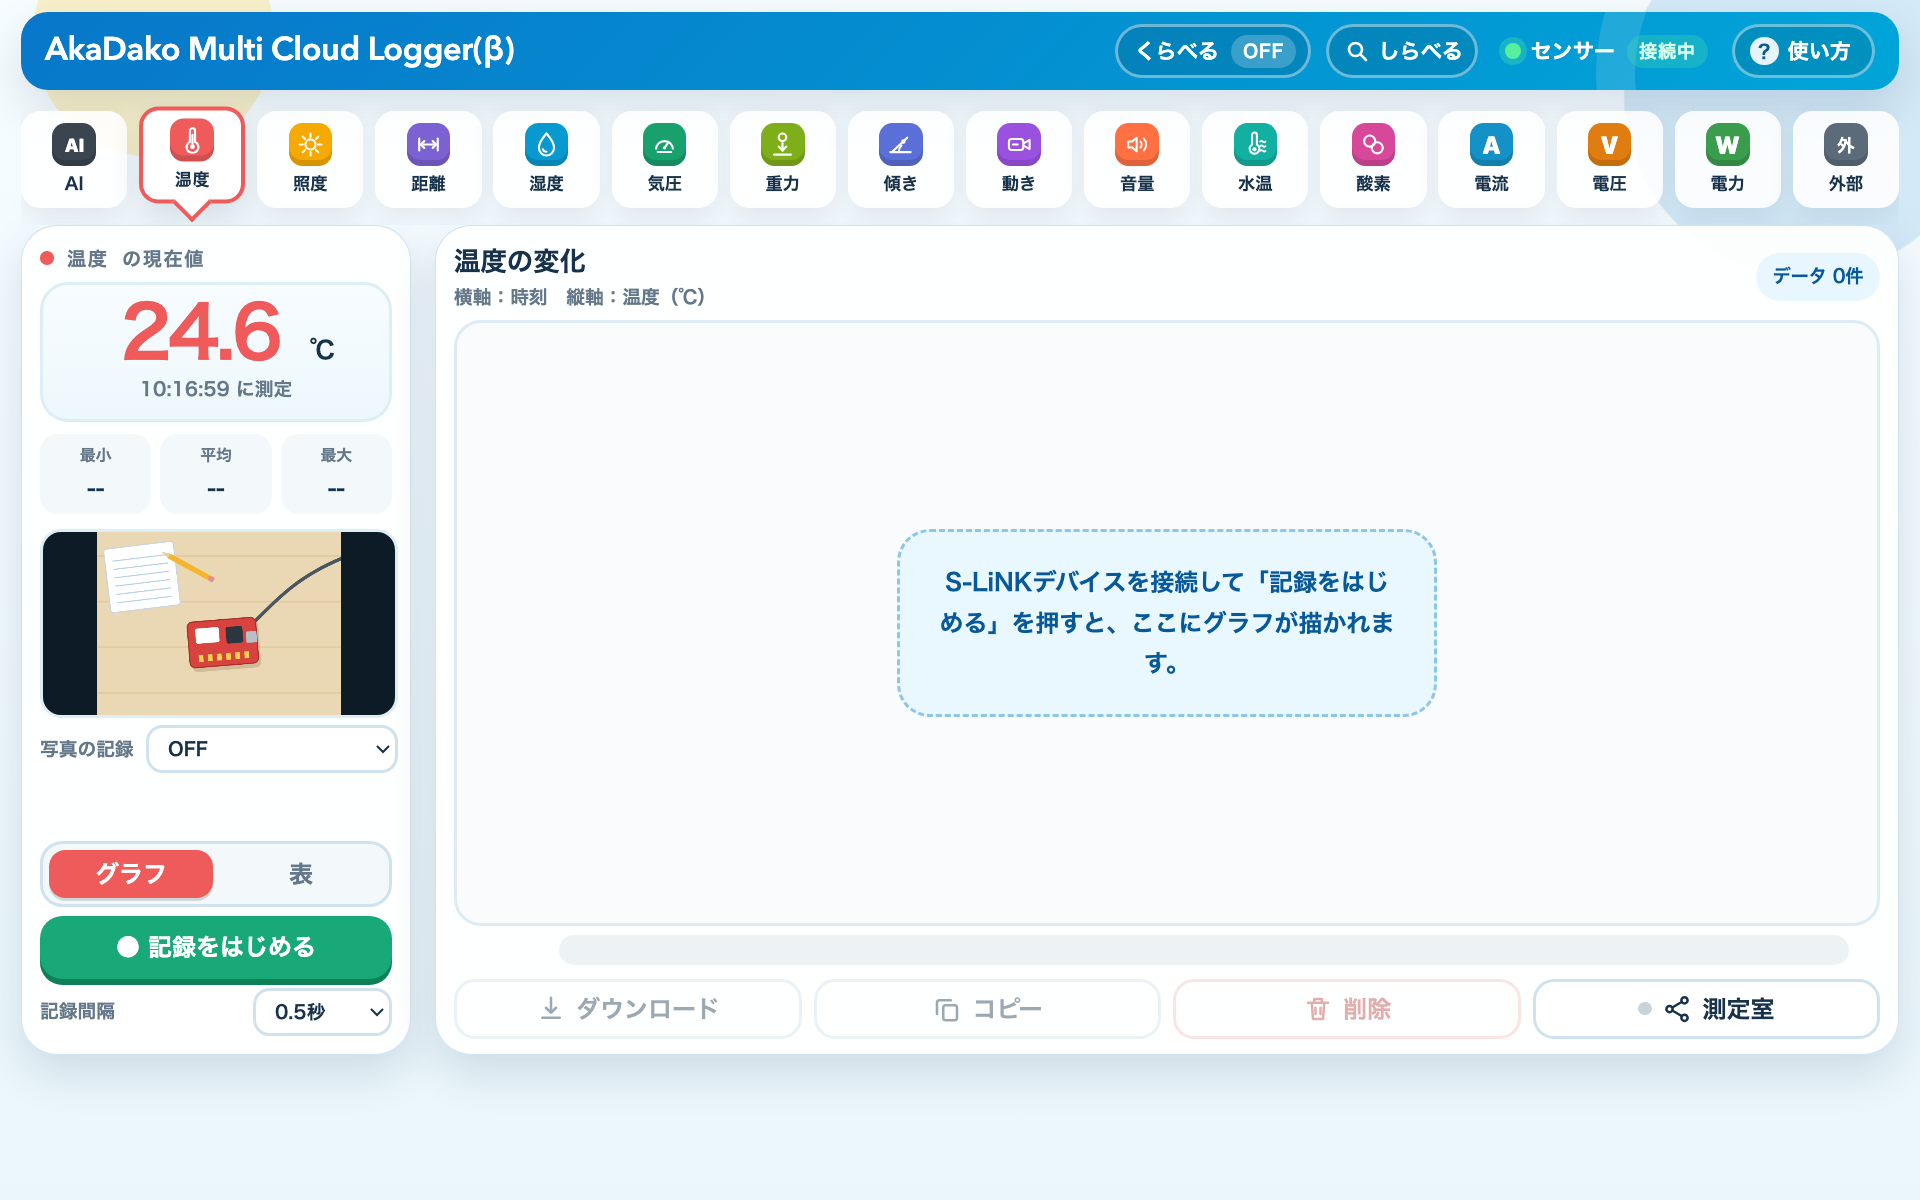 AkaDako Multi Cloud Logger(β)
くらべる OFF
しらべる
センサー 接続中
? 使い方
AI
AI
温度
照度
距離
湿度
気圧
重力
傾き
動き
音量
水温
酸素
A
電流
V
電圧
W
電力
外
外部
温度 の現在値
24.6 ℃
10:16:59 に測定
最小
--
平均
--
最大
--
写真の記録 OFF
グラフ 表
記録をはじめる
記録間隔 0.5秒
温度の変化
横軸：時刻 縦軸：温度（℃）
データ 0件
S-LiNKデバイスを接続して「記録をはじ
める」を押すと、ここにグラフが描かれま
す。
ダウンロード
コピー
削除
測定室